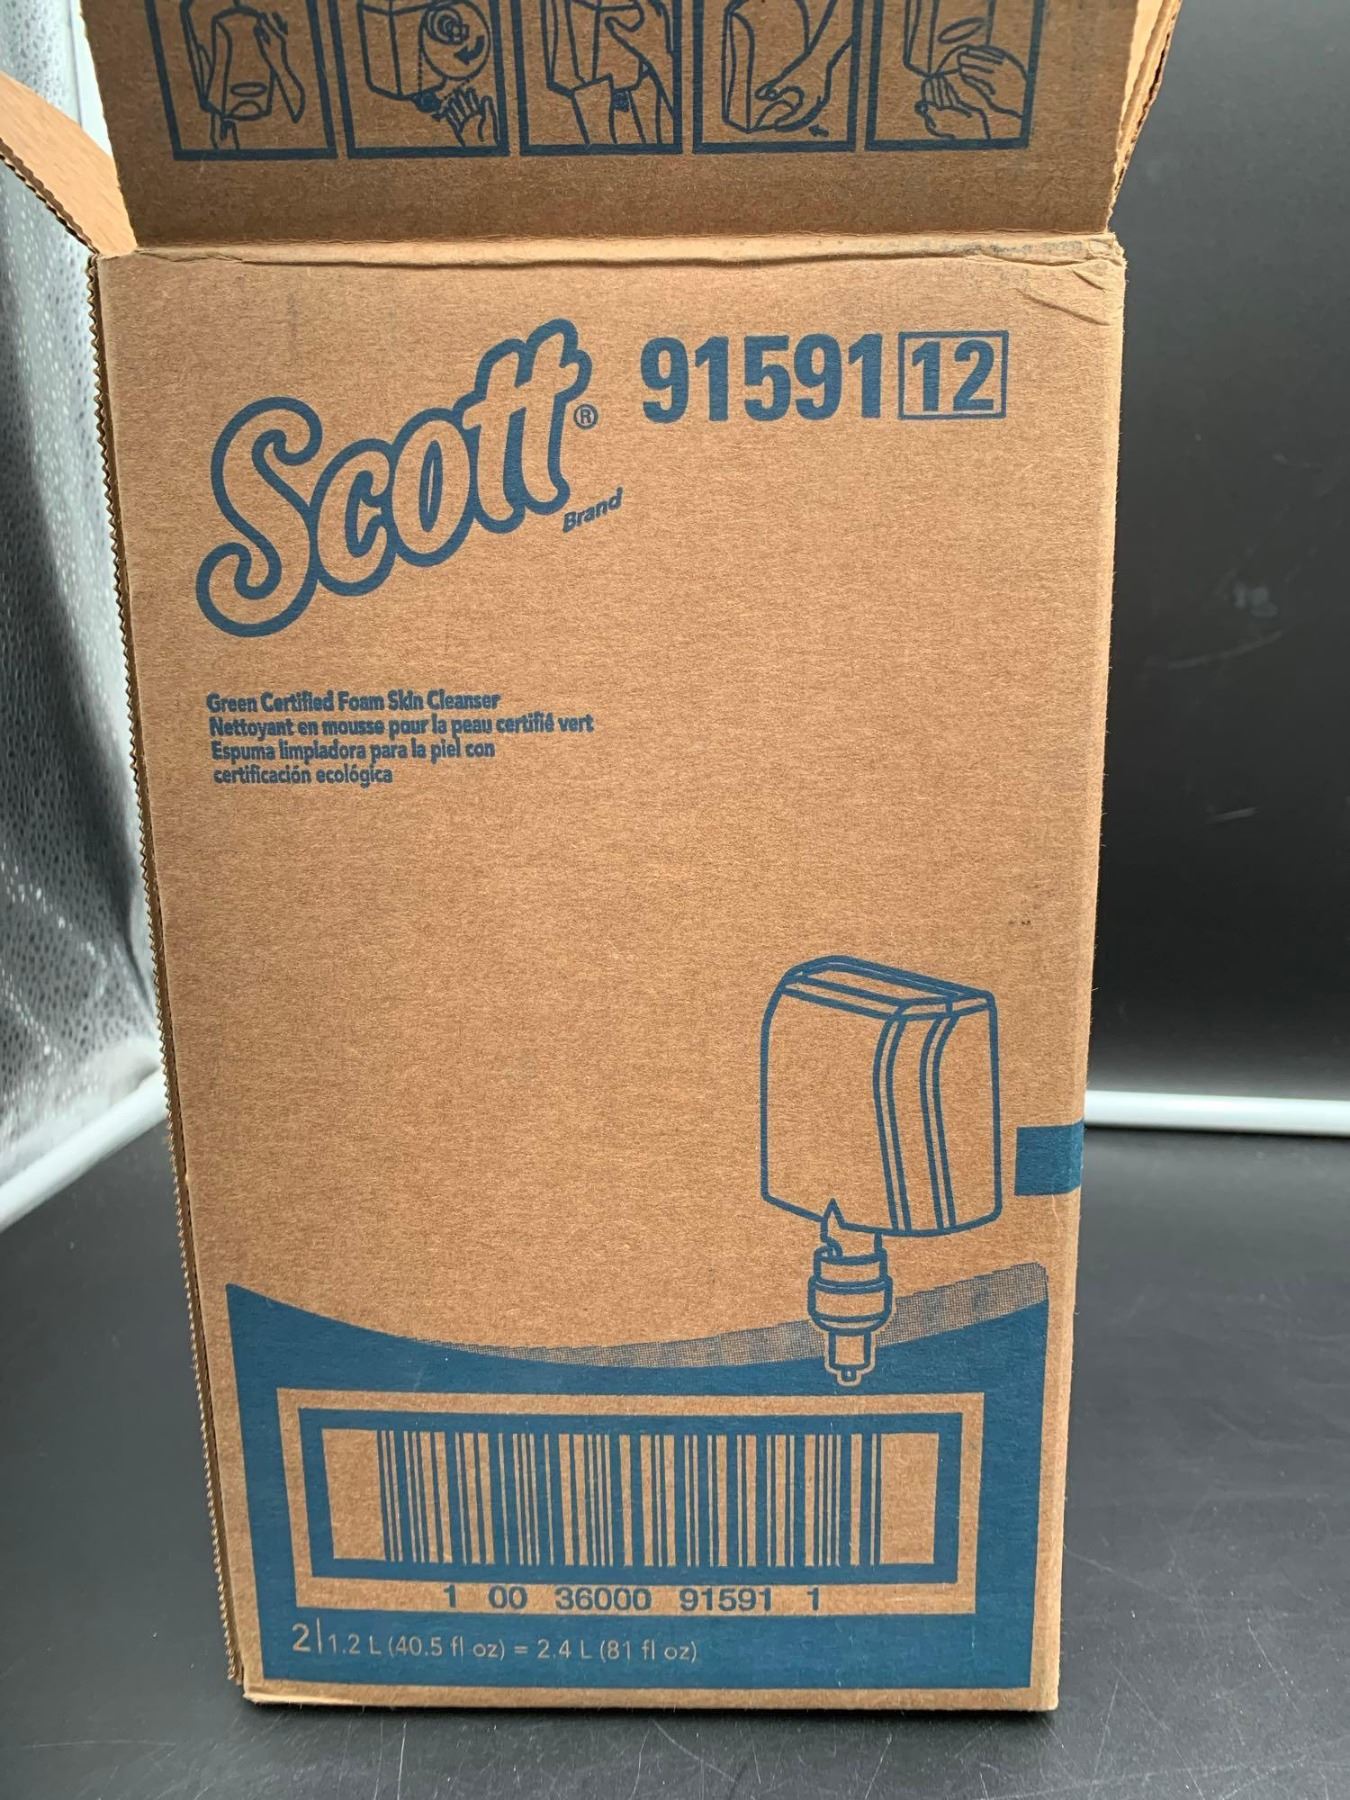 Scott® Brand
91591 12
Green Certified Foam Skin Cleanser
Nettoyant en mousse pour la peau certifié vert
Espuma limpiadora para la piel con
certificación ecológica
1 00 36000 91591 1
2|1.2 L (40.5 fl oz) = 2.4 L (81 fl oz)